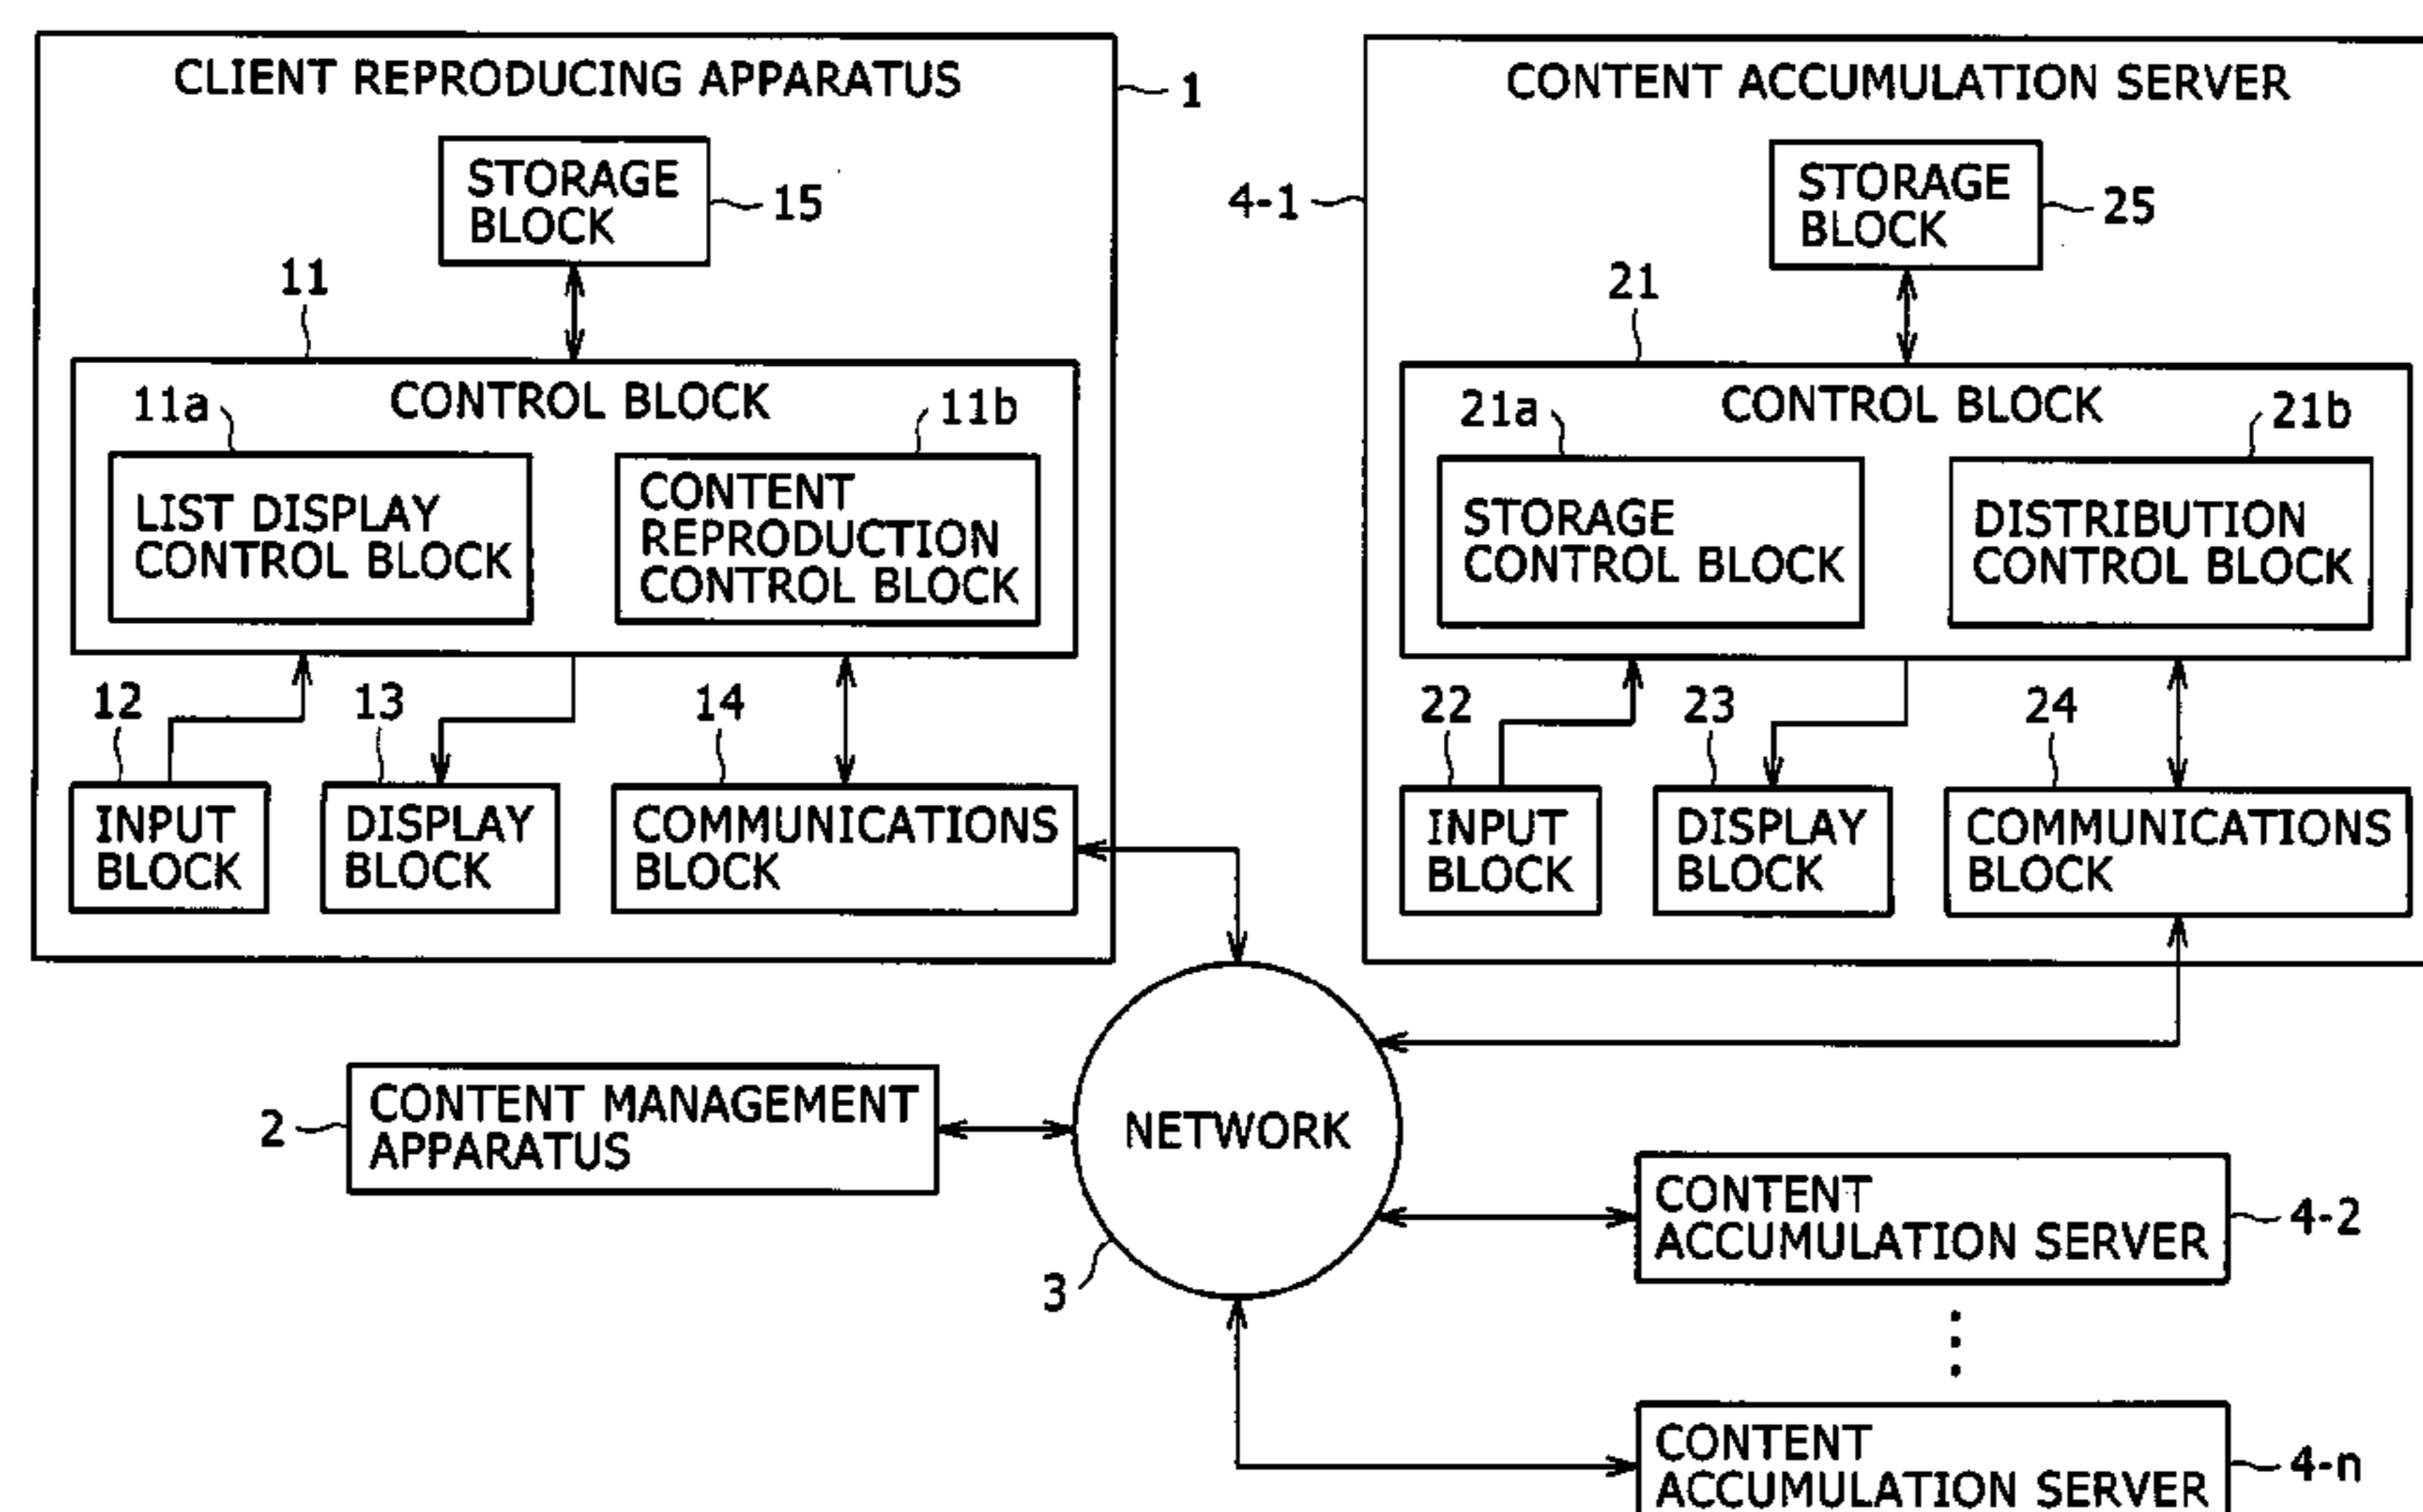 CLIENT REPRODUCING APPARATUS
1
STORAGE
BLOCK
15
11
CONTROL BLOCK
11a
11b
LIST DISPLAY
CONTROL BLOCK
CONTENT
REPRODUCTION
CONTROL BLOCK
12
13
14
INPUT
BLOCK
DISPLAY
BLOCK
COMMUNICATIONS
BLOCK
CONTENT ACCUMULATION SERVER
4-1
STORAGE
BLOCK
25
21
CONTROL BLOCK
21a
21b
STORAGE
CONTROL BLOCK
DISTRIBUTION
CONTROL BLOCK
22
23
24
INPUT
BLOCK
DISPLAY
BLOCK
COMMUNICATIONS
BLOCK
2
CONTENT MANAGEMENT
APPARATUS
NETWORK
3
CONTENT
ACCUMULATION SERVER
4-2
CONTENT
ACCUMULATION SERVER
4-n